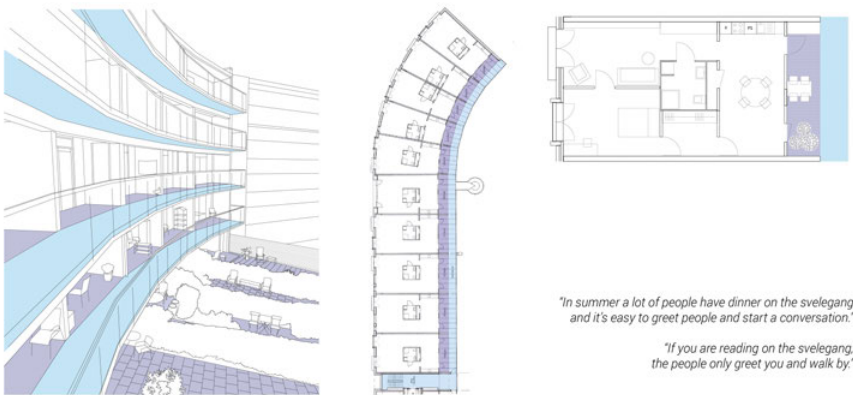 "In summer a lot of people have dinner on the svelegang
and it's easy to greet people and start a conversation."
"If you are reading on the svelegang,
the people only greet you and walk by."